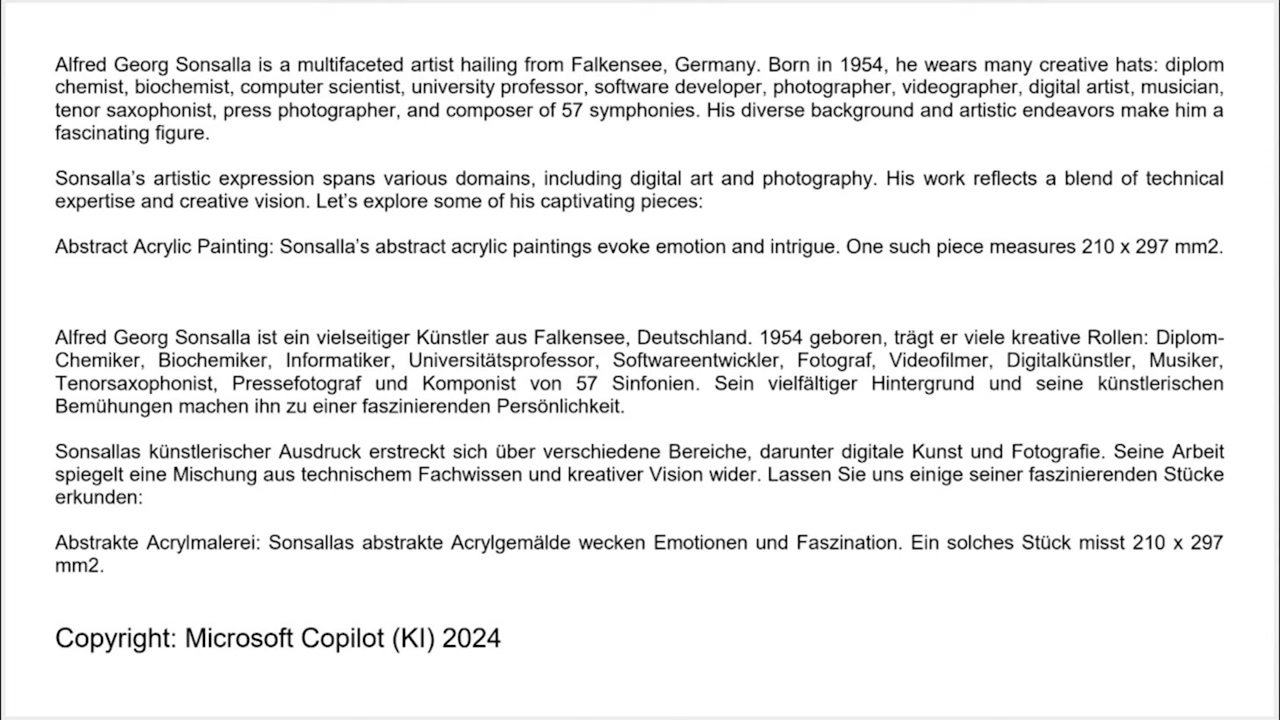 Alfred Georg Sonsalla is a multifaceted artist hailing from Falkensee, Germany. Born in 1954, he wears many creative hats: diplom
chemist, biochemist, computer scientist, university professor, software developer, photographer, videographer, digital artist, musician,
tenor saxophonist, press photographer, and composer of 57 symphonies. His diverse background and artistic endeavors make him a
fascinating figure.
Sonsalla’s artistic expression spans various domains, including digital art and photography. His work reflects a blend of technical
expertise and creative vision. Let’s explore some of his captivating pieces:
Abstract Acrylic Painting: Sonsalla’s abstract acrylic paintings evoke emotion and intrigue. One such piece measures 210 x 297 mm2.
Alfred Georg Sonsalla ist ein vielseitiger Künstler aus Falkensee, Deutschland. 1954 geboren, trägt er viele kreative Rollen: Diplom-
Chemiker, Biochemiker, Informatiker, Universitätsprofessor, Softwareentwickler, Fotograf, Videofilmer, Digitalkünstler, Musiker,
Tenorsaxophonist, Pressefotograf und Komponist von 57 Sinfonien. Sein vielfältiger Hintergrund und seine künstlerischen
Bemühungen machen ihn zu einer faszinierenden Persönlichkeit.
Sonsallas künstlerischer Ausdruck erstreckt sich über verschiedene Bereiche, darunter digitale Kunst und Fotografie. Seine Arbeit
spiegelt eine Mischung aus technischem Fachwissen und kreativer Vision wider. Lassen Sie uns einige seiner faszinierenden Stücke
erkunden:
Abstrakte Acrylmalerei: Sonsallas abstrakte Acrylgemälde wecken Emotionen und Faszination. Ein solches Stück misst 210 x 297
mm2.
Copyright: Microsoft Copilot (KI) 2024